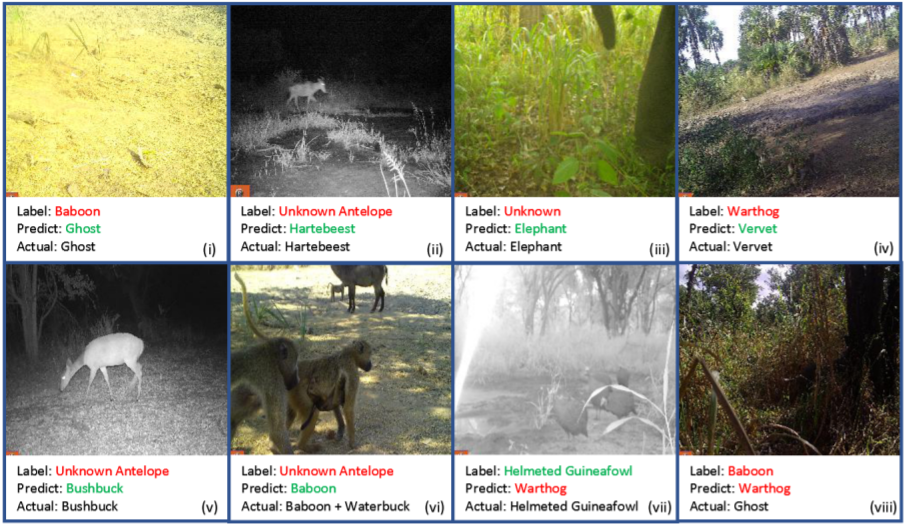 Label: Baboon
Predict: Ghost
Actual: Ghost (i)
Label: Unknown Antelope
Predict: Hartebeest
Actual: Hartebeest (ii)
Label: Unknown
Predict: Elephant
Actual: Elephant (iii)
Label: Warthog
Predict: Vervet
Actual: Vervet (iv)
Label: Unknown Antelope
Predict: Bushbuck
Actual: Bushbuck (v)
Label: Unknown Antelope
Predict: Baboon
Actual: Baboon + Waterbuck (vi)
Label: Helmeted Guineafowl
Predict: Warthog
Actual: Helmeted Guineafowl (vii)
Label: Baboon
Predict: Warthog
Actual: Ghost (viii)